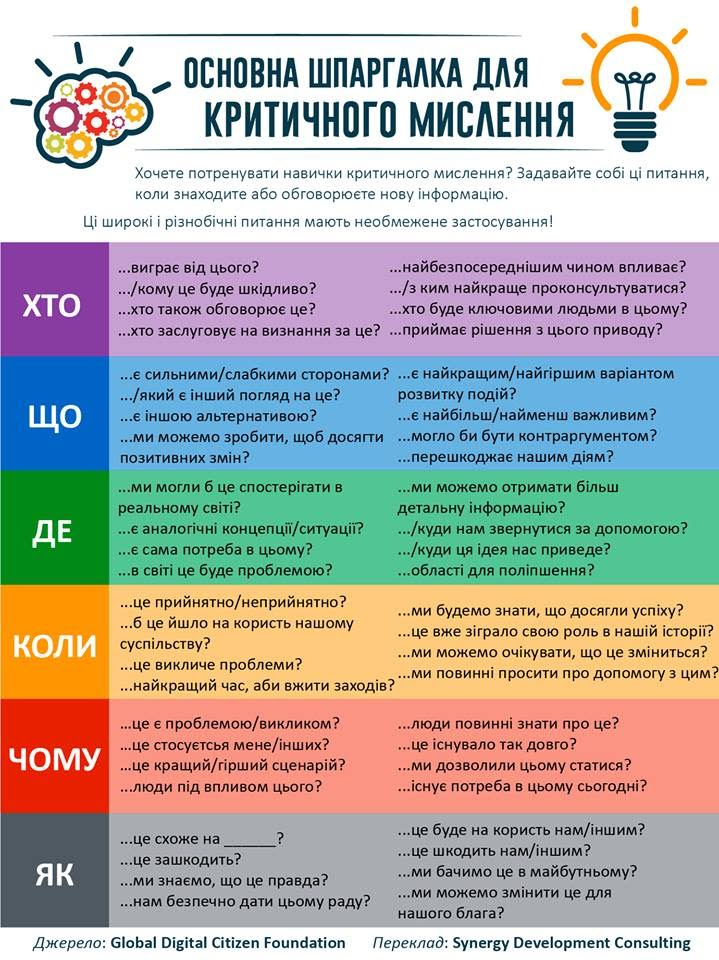 ОСНОВНА ШПАРГАЛКА ДЛЯ
КРИТИЧНОГО МИСЛЕННЯ
Хочете потренувати навички критичного мислення? Задавайте собі ці питання,
коли знаходите або обговорюєте нову інформацію.
Ці широкі і різнобічні питання мають необмежене застосування!
ХТО
...виграє від цього?
.../кому це буде шкідливо?
...хто також обговорює це?
...хто заслуговує на визнання за це?
...найбезпосереднішим чином впливає?
.../з ким найкраще проконсультуватися?
...хто буде ключовими людьми в цьому?
...приймає рішення з цього приводу?
ЩО
...є сильними/слабкими сторонами?
.../який є інший погляд на це?
...є іншою альтернативою?
...ми можемо зробити, щоб досягти
позитивних змін?
...є найкращим/найгіршим варіантом
розвитку подій?
...є найбільш/найменш важливим?
...могло би бути контраргументом?
...перешкоджає нашим діям?
ДЕ
...ми могли б це спостерігати в
реальному світі?
...є аналогічні концепції/ситуації?
...є сама потреба в цьому?
...в світі це буде проблемою?
...ми можемо отримати більш
детальну інформацію?
.../куди нам звернутися за допомогою?
.../куди ця ідея нас приведе?
...області для поліпшення?
КОЛИ
...це прийнятно/неприйнятно?
...б це йшло на користь нашому
суспільству?
...це викличе проблеми?
...найкращий час, аби вжити заходів?
...ми будемо знати, що досягли успіху?
...це вже зіграло свою роль в нашій історії?
...ми можемо очікувати, що це зміниться?
...ми повинні просити про допомогу з цим?
ЧОМУ
...це є проблемою/викликом?
...це стосуєтсья мене/інших?
...це кращий/гірший сценарій?
...люди під впливом цього?
...люди повинні знати про це?
...це існувало так довго?
...ми дозволили цьому статися?
...існує потреба в цьому сьогодні?
ЯК
...це схоже на ______?
...це зашкодить?
...ми знаємо, що це правда?
...нам безпечно дати цьому раду?
...це буде на користь нам/іншим?
...це шкодить нам/іншим?
...ми бачимо це в майбутньому?
...ми можемо змінити це для
нашого блага?
Джерело: Global Digital Citizen Foundation Переклад: Synergy Development Consulting